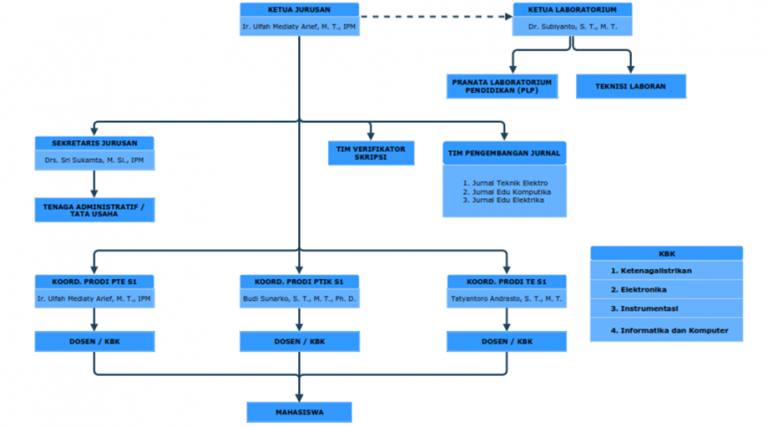 KETUA JURUSAN
Ir. Ulfah Mediaty Arief, M. T., IPM
KETUA LABORATORIUM
Dr. Subiyanto, S. T., M. T.
PRANATA LABORATORIUM
PENDIDIKAN (PLP)
TEKNISI LABORAN
SEKRETARIS JURUSAN
Drs. Sri Sukamta, M. Si., IPM
TIM VERIFIKATOR
SKRIPSI
TIM PENGEMBANGAN JURNAL
1. Jurnal Teknik Elektro
2. Jurnal Edu Komputika
3. Jurnal Edu Elektrika
TENAGA ADMINISTRATIF /
TATA USAHA
KOORD. PRODI PTE S1
Ir. Ulfah Mediaty Arief, M. T., IPM
KOORD. PRODI PTIK S1
Budi Sunarko, S. T., M. T., Ph. D.
KOORD. PRODI TE S1
Tatyantoro Andrasto, S. T., M. T.
KBK
1. Ketenagalistrikan
2. Elektronika
3. Instrumentasi
4. Informatika dan Komputer
DOSEN / KBK
DOSEN / KBK
DOSEN / KBK
MAHASISWA